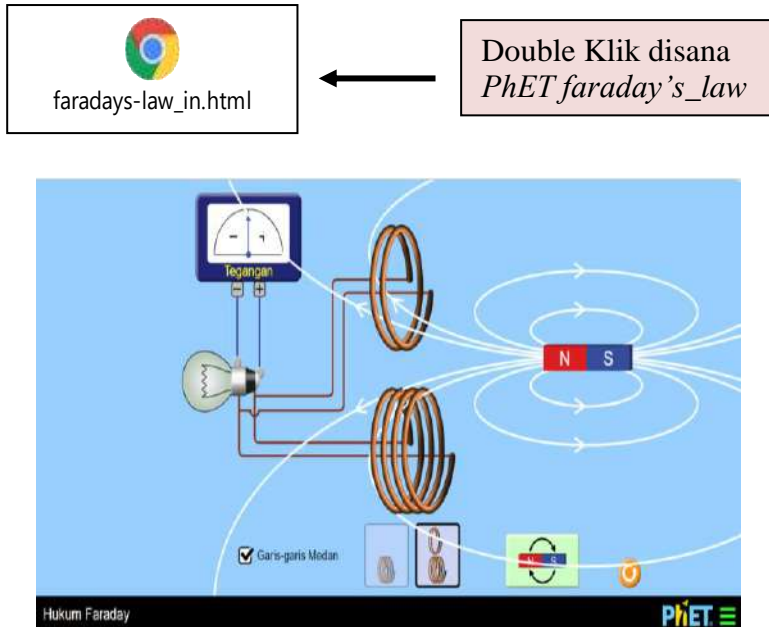 Double Klik disana
PhET faraday's_law
faradays-law_in.html
Tegangan
N S
Garis-garis Medan
N S
Hukum Faraday
PhET